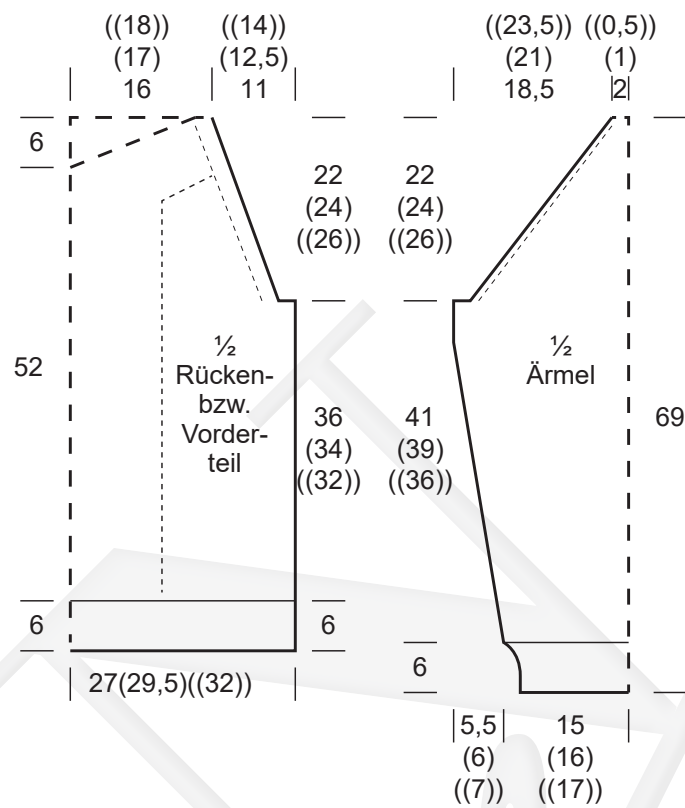 ((18)) ((14)) ((23,5)) ((0,5))
(17) (12,5) (21) (1)
16 11 18,5 2
6
22 22
(24) (24)
((26)) ((26))
52
½
Rücken-
bzw.
Vorder-
teil
½
Ärmel
36 41
(34) (39)
((32)) ((36))
69
6 6
6
27(29,5)((32))
5,5 15
(6) (16)
((7)) ((17))